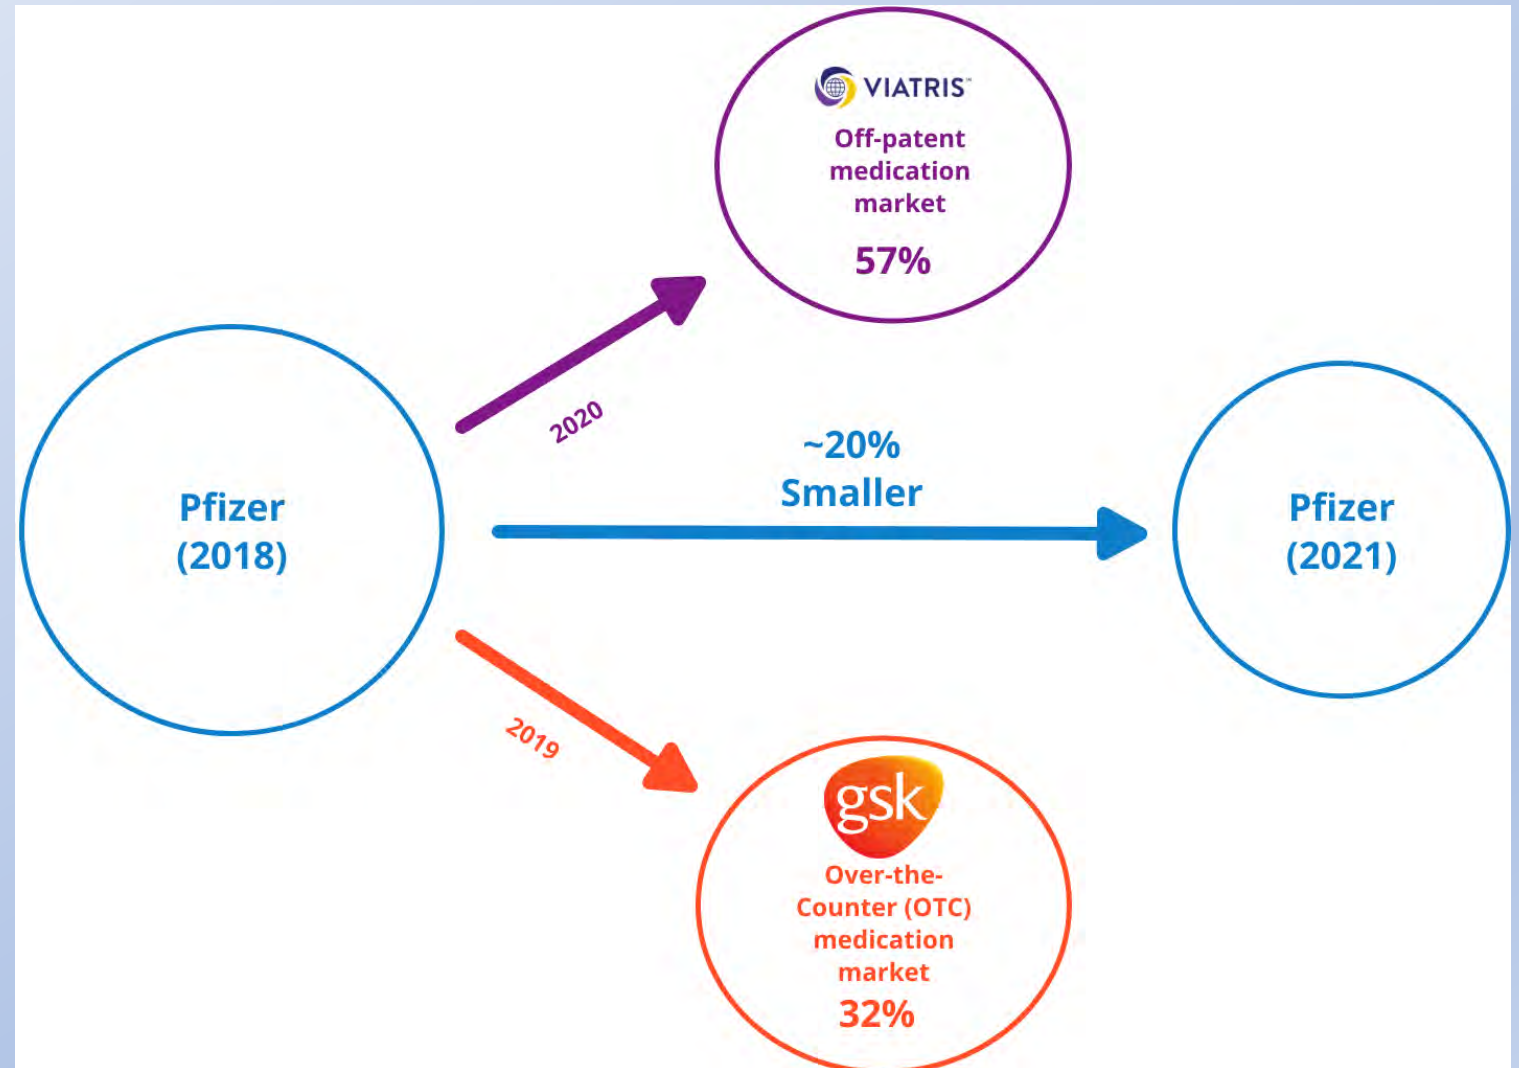 VIATRIS™
Off-patent
medication
market
57%
2020
~20%
Smaller
Pfizer
(2018)
Pfizer
(2021)
2019
gsk
Over-the-
Counter (OTC)
medication
market
32%